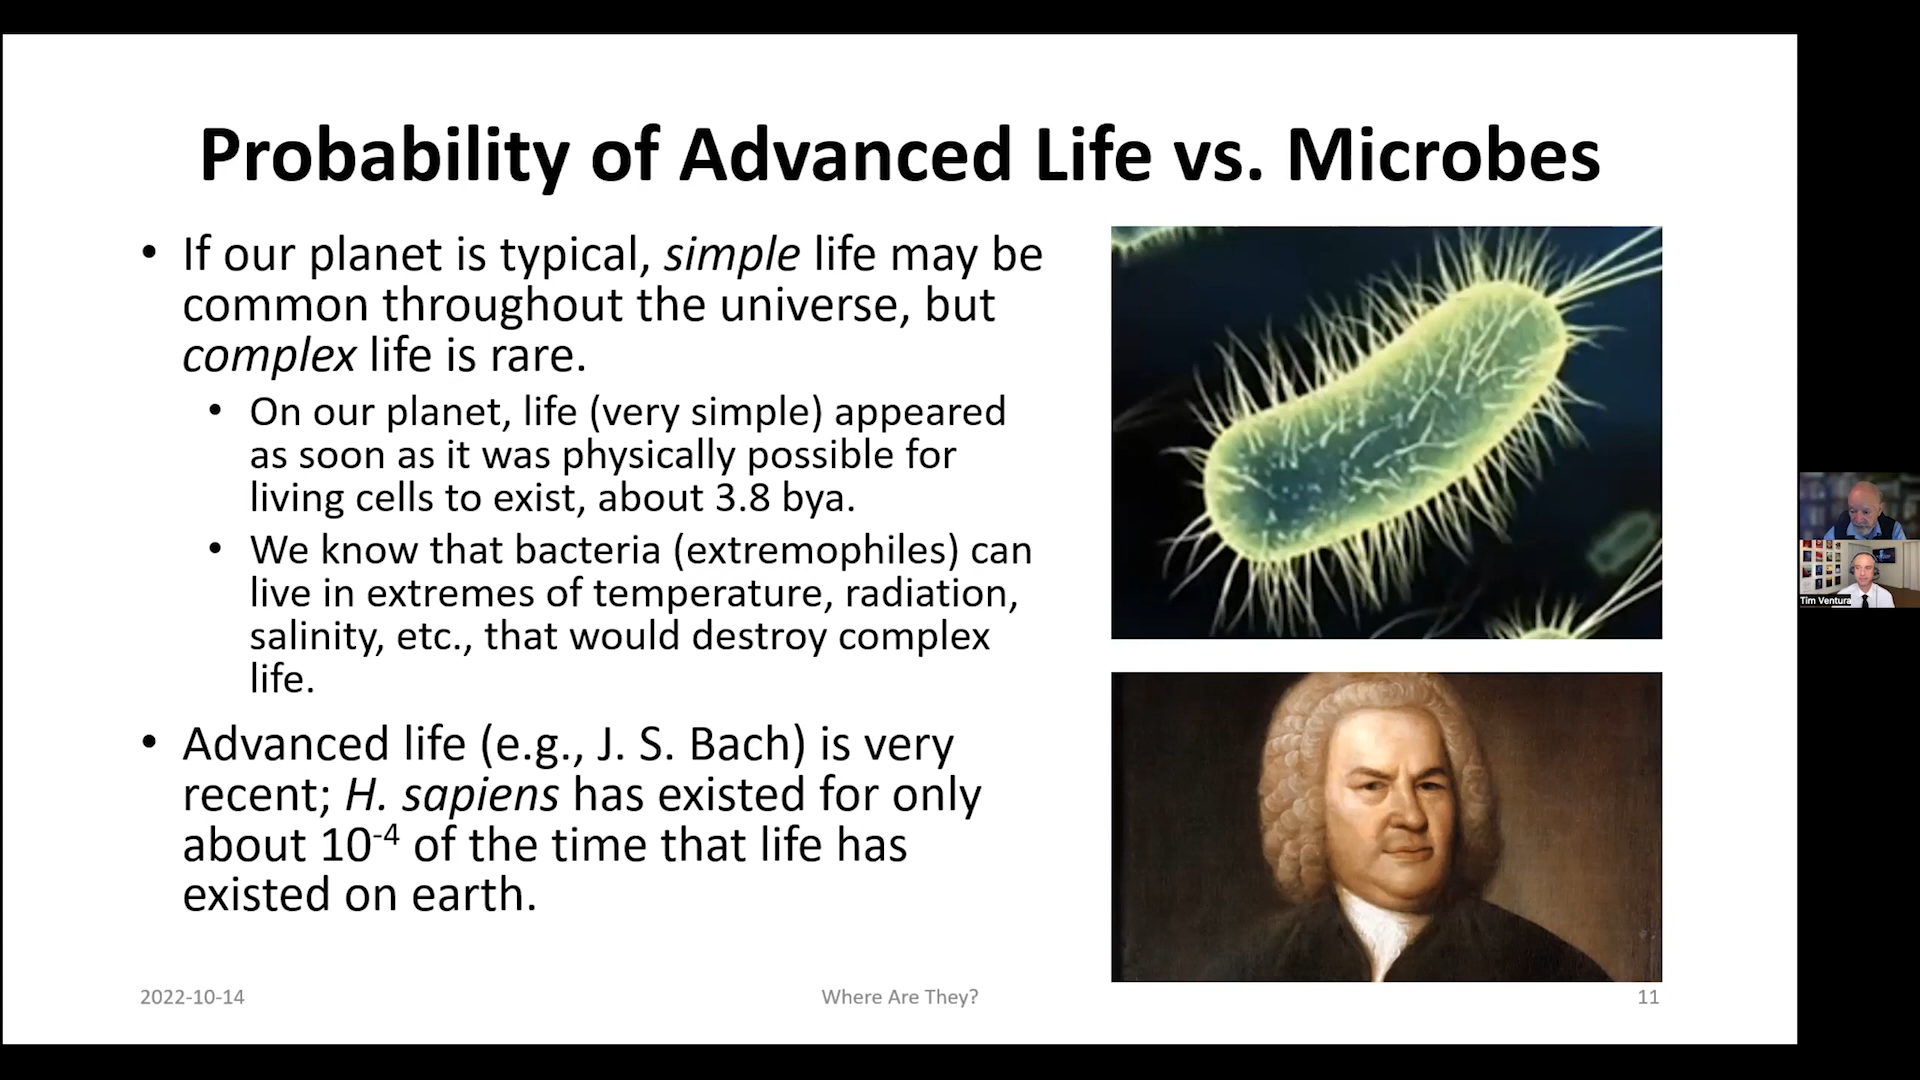 Probability of Advanced Life vs. Microbes
• If our planet is typical, simple life may be
common throughout the universe, but
complex life is rare.
• On our planet, life (very simple) appeared
as soon as it was physically possible for
living cells to exist, about 3.8 bya.
• We know that bacteria (extremophiles) can
live in extremes of temperature, radiation,
salinity, etc., that would destroy complex
life.
• Advanced life (e.g., J. S. Bach) is very
recent; H. sapiens has existed for only
about 10⁻⁴ of the time that life has
existed on earth.
2022-10-14
Where Are They?
11
Tim Ventura